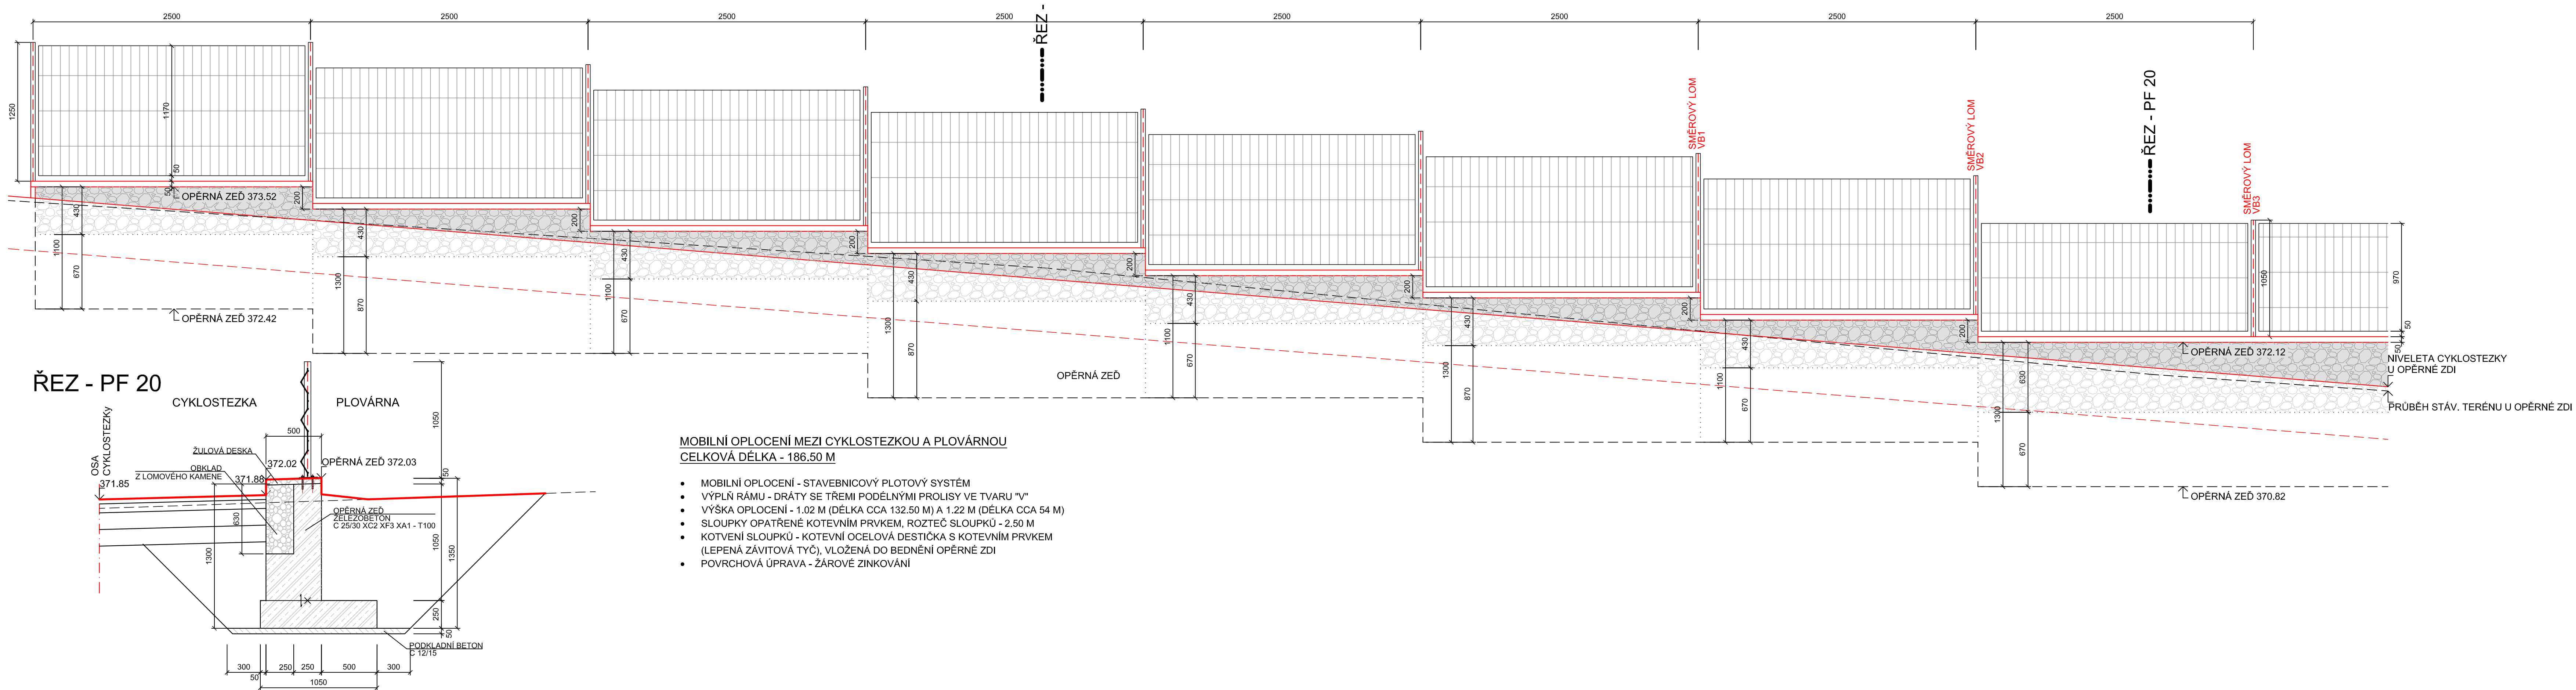 2500 2500 2500 2500 2500 2500 2500 2500
ŘEZ -
ŘEZ - PF 20
SMĚROVÝ LOM
VB1
SMĚROVÝ LOM
VB2
SMĚROVÝ LOM
VB3
1250
1170
50
50
OPĚRNÁ ZEĎ 373.52
200
430
1100
670
OPĚRNÁ ZEĎ 372.42
200
430
1300
870
200
430
1100
670
200
430
1300
870
200
430
1100
670
200
430
1300
870
200
430
1100
670
630
1300
670
1050
970
50
50
OPĚRNÁ ZEĎ
OPĚRNÁ ZEĎ 372.12
OPĚRNÁ ZEĎ 370.82
NIVELETA CYKLOSTEZKY
U OPĚRNÉ ZDI
PRŮBĚH STÁV. TERÉNU U OPĚRNÉ ZDI
ŘEZ - PF 20
CYKLOSTEZKA PLOVÁRNA
OSA
CYKLOSTEZKy
500
1050
ŽULOVÁ DESKA
OBKLAD
Z LOMOVÉHO KAMENE
372.02
OPĚRNÁ ZEĎ 372.03
371.85
371.88
50
OPĚRNÁ ZEĎ
ŽELEZOBETON
C 25/30 XC2 XF3 XA1 - T100
630
1300
1050
1350
250
50
PODKLADNÍ BETON
C 12/15
300 250 250 500 300
50
1050
MOBILNÍ OPLOCENÍ MEZI CYKLOSTEZKOU A PLOVÁRNOU
CELKOVÁ DÉLKA - 186.50 M
• MOBILNÍ OPLOCENÍ - STAVEBNICOVÝ PLOTOVÝ SYSTÉM
• VÝPLŇ RÁMU - DRÁTY SE TŘEMI PODÉLNÝMI PROLISY VE TVARU "V"
• VÝŠKA OPLOCENÍ - 1.02 M (DÉLKA CCA 132.50 M) A 1.22 M (DÉLKA CCA 54 M)
• SLOUPKY OPATŘENÉ KOTEVNÍM PRVKEM, ROZTEČ SLOUPKŮ - 2.50 M
• KOTVENÍ SLOUPKŮ - KOTEVNÍ OCELOVÁ DESTIČKA S KOTEVNÍM PRVKEM
(LEPENÁ ZÁVITOVÁ TYČ), VLOŽENÁ DO BEDNĚNÍ OPĚRNÉ ZDI
• POVRCHOVÁ ÚPRAVA - ŽÁROVÉ ZINKOVÁNÍ